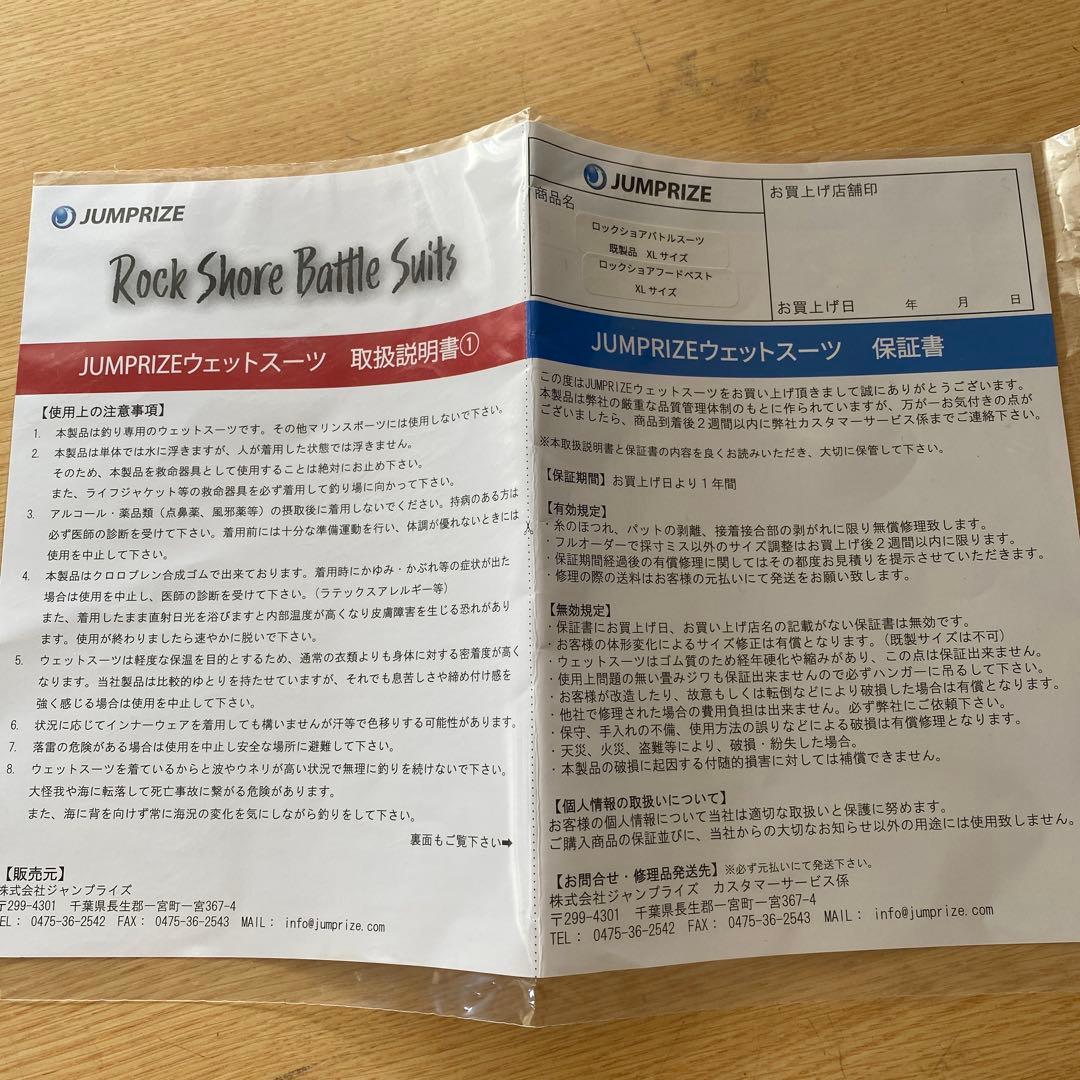 JUMPRIZE
Rock Shore Battle Suits
JUMPRIZEウェットスーツ 取扱説明書①
【使用上の注意事項】
1. 本製品は釣り専用のウェットスーツです。その他マリンスポーツには使用しないで下さい。
2. 本製品は単体では水に浮きますが、人が着用した状態では浮きません。
そのため、本製品を救命器具として使用することは絶対にお止め下さい。
また、ライフジャケット等の救命器具を必ず着用して釣り場に向かって下さい。
3. アルコール・薬品類（点鼻薬、風邪薬等）の摂取後に着用しないでください。持病のある方は
必ず医師の診断を受けて下さい。着用前には十分な準備運動を行い、体調が優れないときには
使用を中止して下さい。
4. 本製品はクロロプレン合成ゴムで出来ております。着用時にかゆみ・かぶれ等の症状が出た
場合は使用を中止し、医師の診断を受けて下さい。（ラテックスアレルギー等）
また、着用したまま直射日光を浴びますと内部温度が高くなり皮膚障害を生じる恐れがあり
ます。使用が終わりましたら速やかに脱いで下さい。
5. ウェットスーツは軽度な保温を目的とするため、通常の衣類よりも身体に対する密着度が高く
なります。当社製品は比較的ゆとりを持たせていますが、それでも息苦しさや締め付け感を
強く感じる場合は使用を中止して下さい。
6. 状況に応じてインナーウェアを着用しても構いませんが汗等で色移りする可能性があります。
7. 落雷の危険がある場合は使用を中止し安全な場所に避難して下さい。
8. ウェットスーツを着ているからと波やウネリが高い状況で無理に釣りを続けないで下さい。
大怪我や海に転落して死亡事故に繋がる危険があります。
また、海に背を向けず常に海況の変化を気にしながら釣りをして下さい。
裏面もご覧下さい➡
【販売元】
株式会社ジャンプライズ
〒299-4301 千葉県長生郡一宮町一宮367-4
TEL： 0475-36-2542 FAX： 0475-36-2543 MAIL： info@jumprize.com
JUMPRIZE
商品名
ロックショアバトルスーツ
既製品 XLサイズ
ロックショアフードベスト
XLサイズ
お買上げ店舗印
お買上げ日 年 月 日
JUMPRIZEウェットスーツ 保証書
この度はJUMPRIZEウェットスーツをお買い上げ頂きまして誠にありがとうございます。
本製品は弊社の厳重な品質管理体制のもとに作られていますが、万が一お気付きの点が
ございましたら、商品到着後２週間以内に弊社カスタマーサービス係までご連絡下さい。
※本取扱説明書と保証書の内容を良くお読みいただき、大切に保管して下さい。
【保証期間】お買上げ日より１年間
【有効規定】
・糸のほつれ、パットの剥離、接着接合部の剥がれに限り無償修理致します。
・フルオーダーで採寸ミス以外のサイズ調整はお買上げ後２週間以内に限ります。
・保証期間経過後の有償修理に関してはその都度お見積りを提示させていただきます。
・修理の際の送料はお客様の元払いにて発送をお願い致します。
【無効規定】
・保証書にお買上げ日、お買い上げ店名の記載がない保証書は無効です。
・お客様の体形変化によるサイズ修正は有償となります。（既製サイズは不可）
・ウェットスーツはゴム質のため経年硬化や縮みがあり、この点は保証出来ません。
・使用上問題の無い畳みジワも保証出来ませんので必ずハンガーに吊るして下さい。
・お客様が改造したり、故意もしくは転倒などにより破損した場合は有償となります。
・他社で修理された場合の費用負担は出来ません。必ず弊社にご依頼下さい。
・保守、手入れの不備、使用方法の誤りなどによる破損は有償修理となります。
・天災、火災、盗難等により、破損・紛失した場合。
・本製品の破損に起因する付随的損害に対しては補償できません。
【個人情報の取扱いについて】
お客様の個人情報について当社は適切な取扱いと保護に努めます。
ご購入商品の保証並びに、当社からの大切なお知らせ以外の用途には使用致しません。
【お問合せ・修理品発送先】※必ず元払いにて発送下さい。
株式会社ジャンプライズ カスタマーサービス係
〒299-4301 千葉県長生郡一宮町一宮367-4
TEL： 0475-36-2542 FAX： 0475-36-2543 MAIL： info@jumprize.com